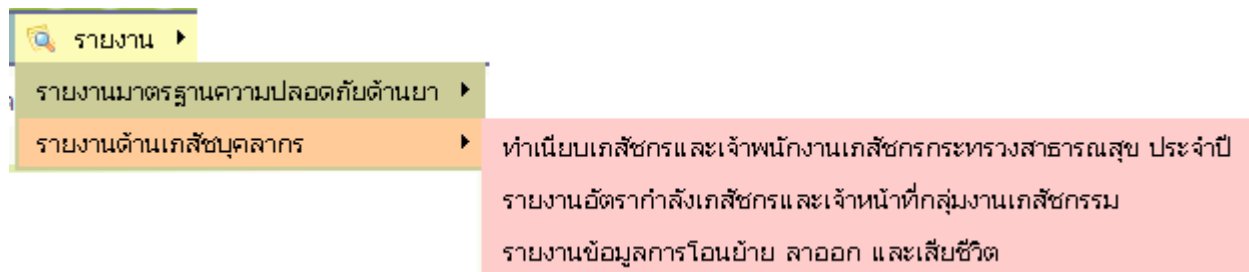 รายงาน
รายงานมาตรฐานความปลอดภัยด้านยา
รายงานด้านเภสัชบุคลากร
ทำเนียบเภสัชกรและเจ้าพนักงานเภสัชกรกระทรวงสาธารณสุข ประจำปี
รายงานอัตรากำลังเภสัชกรและเจ้าหน้าที่กลุ่มงานเภสัชกรรม
รายงานข้อมูลการโอนย้าย ลาออก และเสียชีวิต